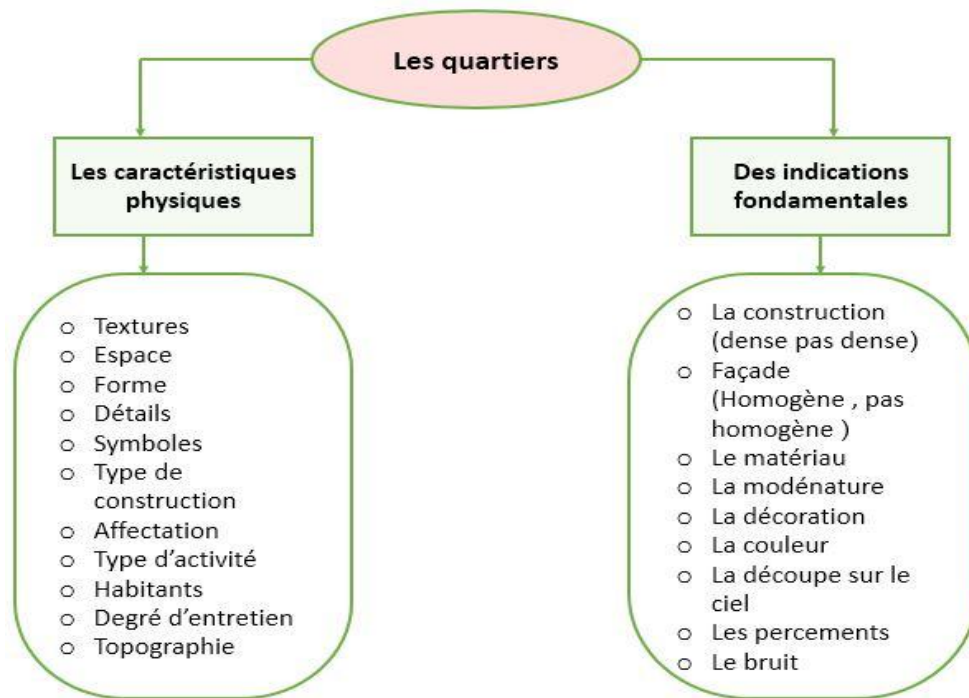 Les quartiers
Les caractéristiques
physiques
o Textures
o Espace
o Forme
o Détails
o Symboles
o Type de
construction
o Affectation
o Type d’activité
o Habitants
o Degré d’entretien
o Topographie
Des indications
fondamentales
o La construction
(dense pas dense)
o Façade
(Homogène , pas
homogène )
o Le matériau
o La modénature
o La décoration
o La couleur
o La découpe sur le
ciel
o Les percements
o Le bruit